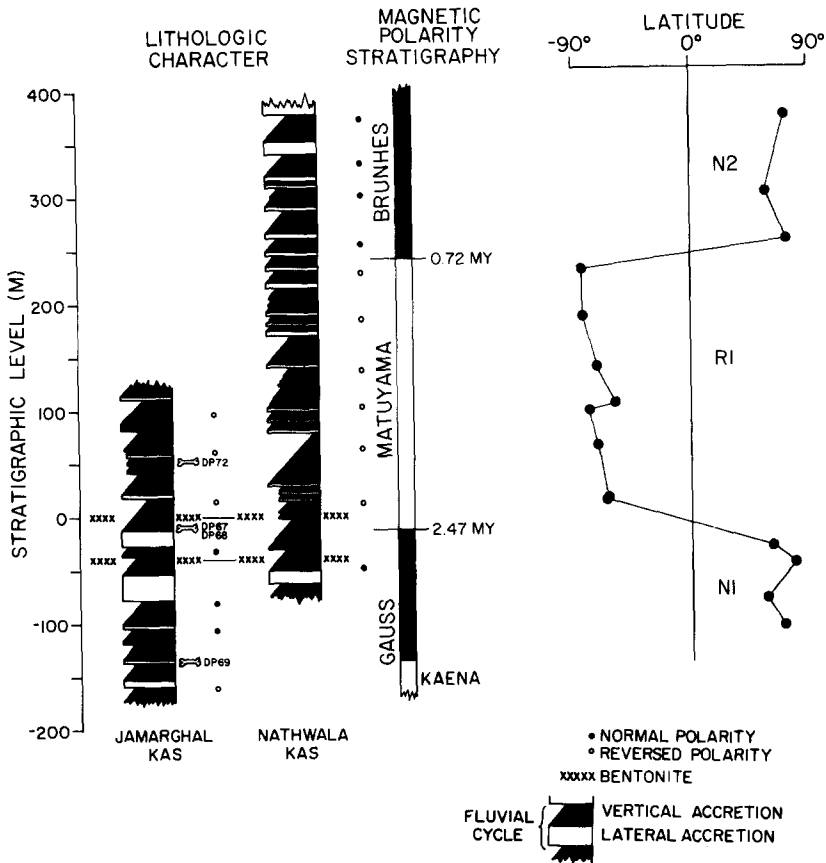 LITHOLOGIC
CHARACTER
MAGNETIC
POLARITY
STRATIGRAPHY
LATITUDE
-90°
0°
90°
STRATIGRAPHIC LEVEL (M)
400
300
200
100
0
-100
-200
BRUNHES
MATUYAMA
GAUSS
KAENA
0.72 MY
2.47 MY
N2
R1
N1
DP72
xxxx
xxxx
xxxx
xxxx
DP67
DP68
xxxx
xxxx
xxxx
xxxx
DP69
JAMARGHAL
KAS
NATHWALA
KAS
• NORMAL POLARITY
○ REVERSED POLARITY
xxxxx BENTONITE
FLUVIAL
CYCLE
VERTICAL ACCRETION
LATERAL ACCRETION